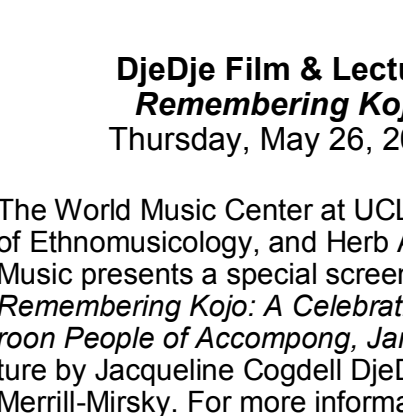 DjeDje Film & Lectu
Remembering Koj
Thursday, May 26, 20
The World Music Center at UCL
of Ethnomusicology, and Herb A
Music presents a special screen
Remembering Kojo: A Celebrat
roon People of Accompong, Jar
ture by Jacqueline Cogdell DjeD
Merrill-Mirsky. For more informa